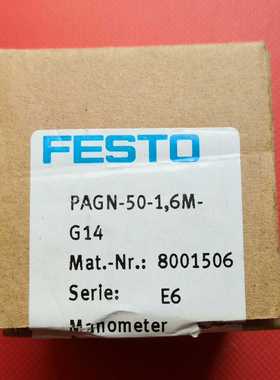 FESTO
PAGN-50-1,6M-
G14
Mat.-Nr.: 8001506
Serie: E6
Manometer